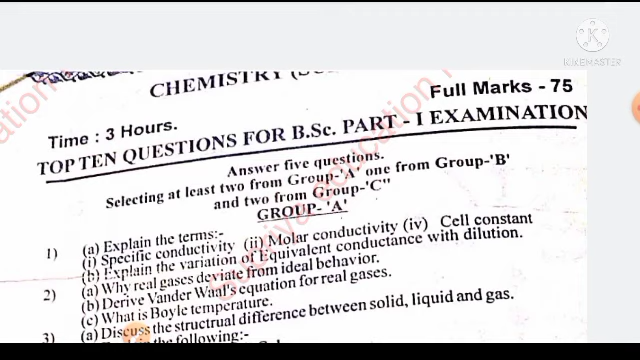 KINEMASTER
CHEMISTRY
Full Marks - 75
Time : 3 Hours.
TOP TEN QUESTIONS FOR B.Sc. PART - I EXAMINATION
Answer five questions.
Selecting at least two from Group-'A' one from Group-'B'
and two from Group-'C"
GROUP- 'A'
1) (a) Explain the terms:-
(i) Specific conductivity (ii) Molar conductivity (iv) Cell constant
(b) Explain the variation of Equivalent conductance with dilution.
2) (a) Why real gases deviate from ideal behavior.
(b) Derive Vander Waal's equation for real gases.
(c) What is Boyle temperature.
3) (a) Discuss the structrual difference between solid, liquid and gas.
the following:-